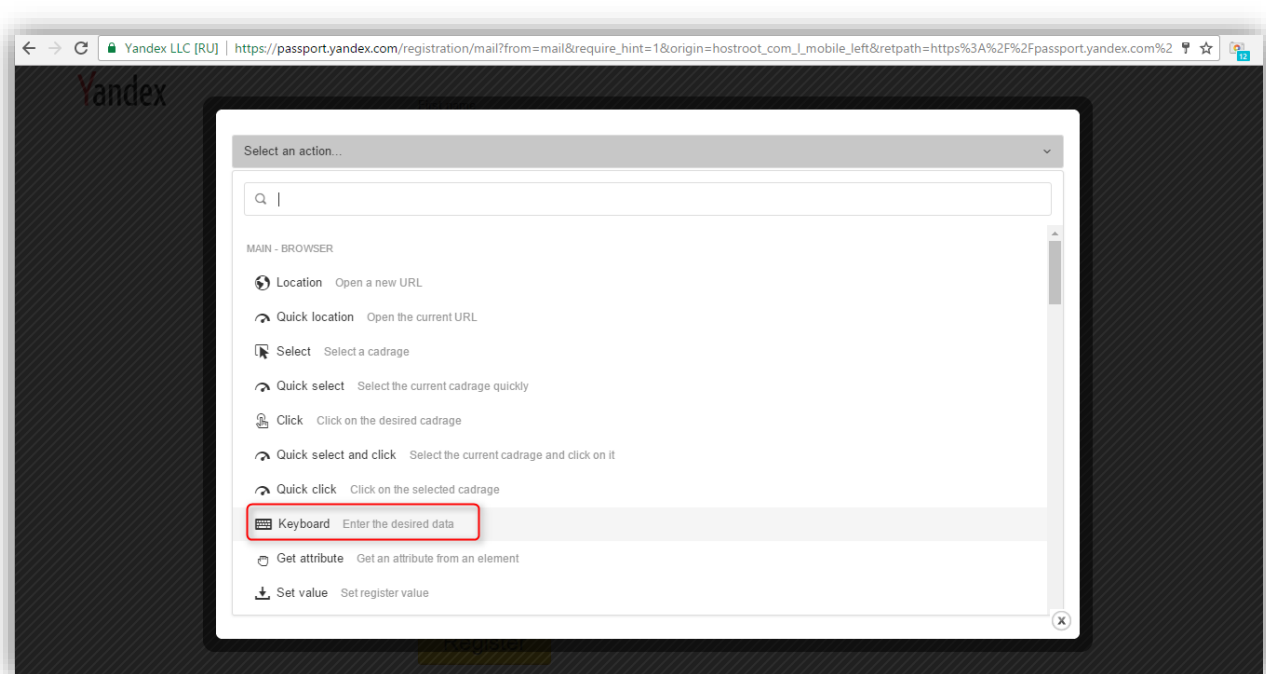 Yandex LLC [RU] | https://passport.yandex.com/registration/mail?from=mail&require_hint=1&origin=hostroot_com_l_mobile_left&retpath=https%3A%2F%2Fpassport.yandex.com%2
12
Yandex
First name
Select an action...
MAIN - BROWSER
Location Open a new URL
Quick location Open the current URL
Select Select a cadrage
Quick select Select the current cadrage quickly
Click Click on the desired cadrage
Quick select and click Select the current cadrage and click on it
Quick click Click on the selected cadrage
Keyboard Enter the desired data
Get attribute Get an attribute from an element
Set value Set register value
Register